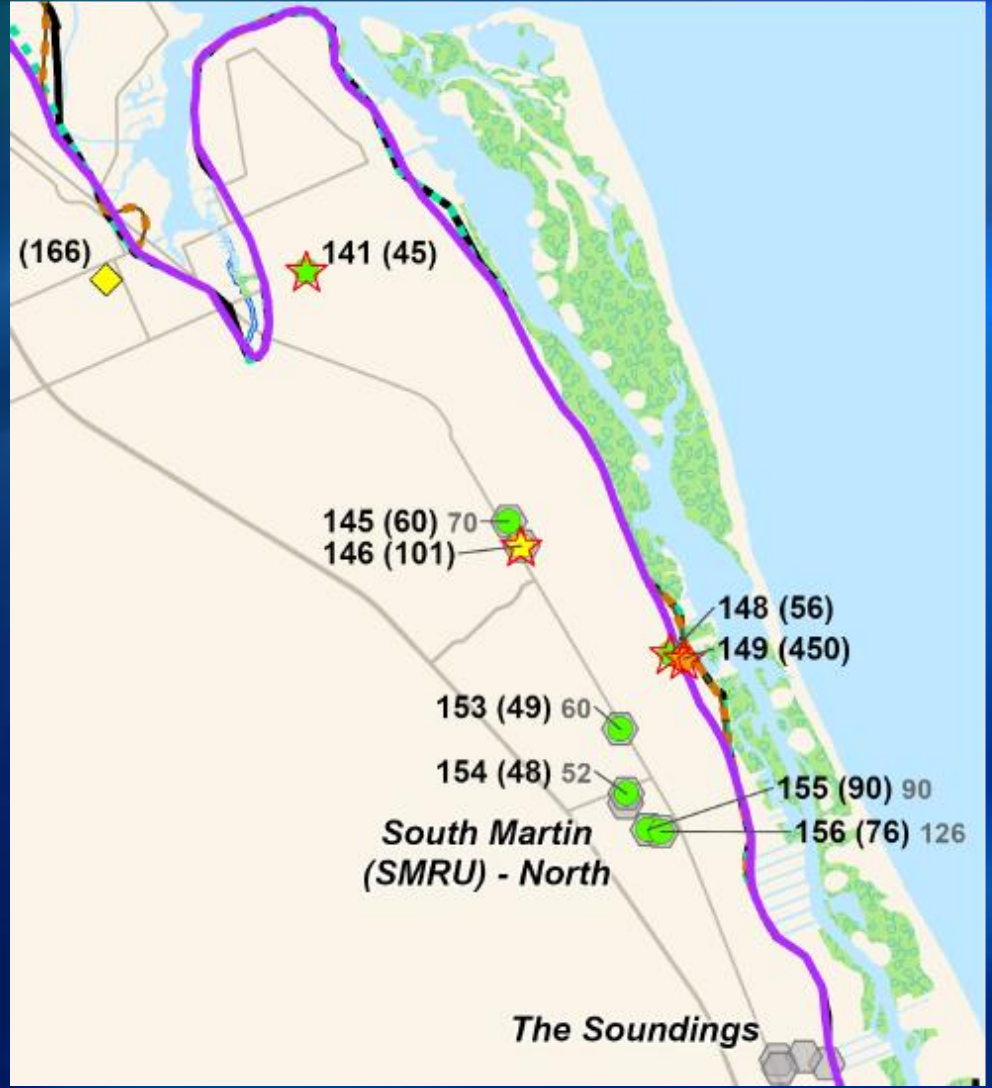 (166)
141 (45)
145 (60) 70
146 (101)
148 (56)
149 (450)
153 (49) 60
154 (48) 52
155 (90) 90
156 (76) 126
South Martin
(SMRU) - North
The Soundings